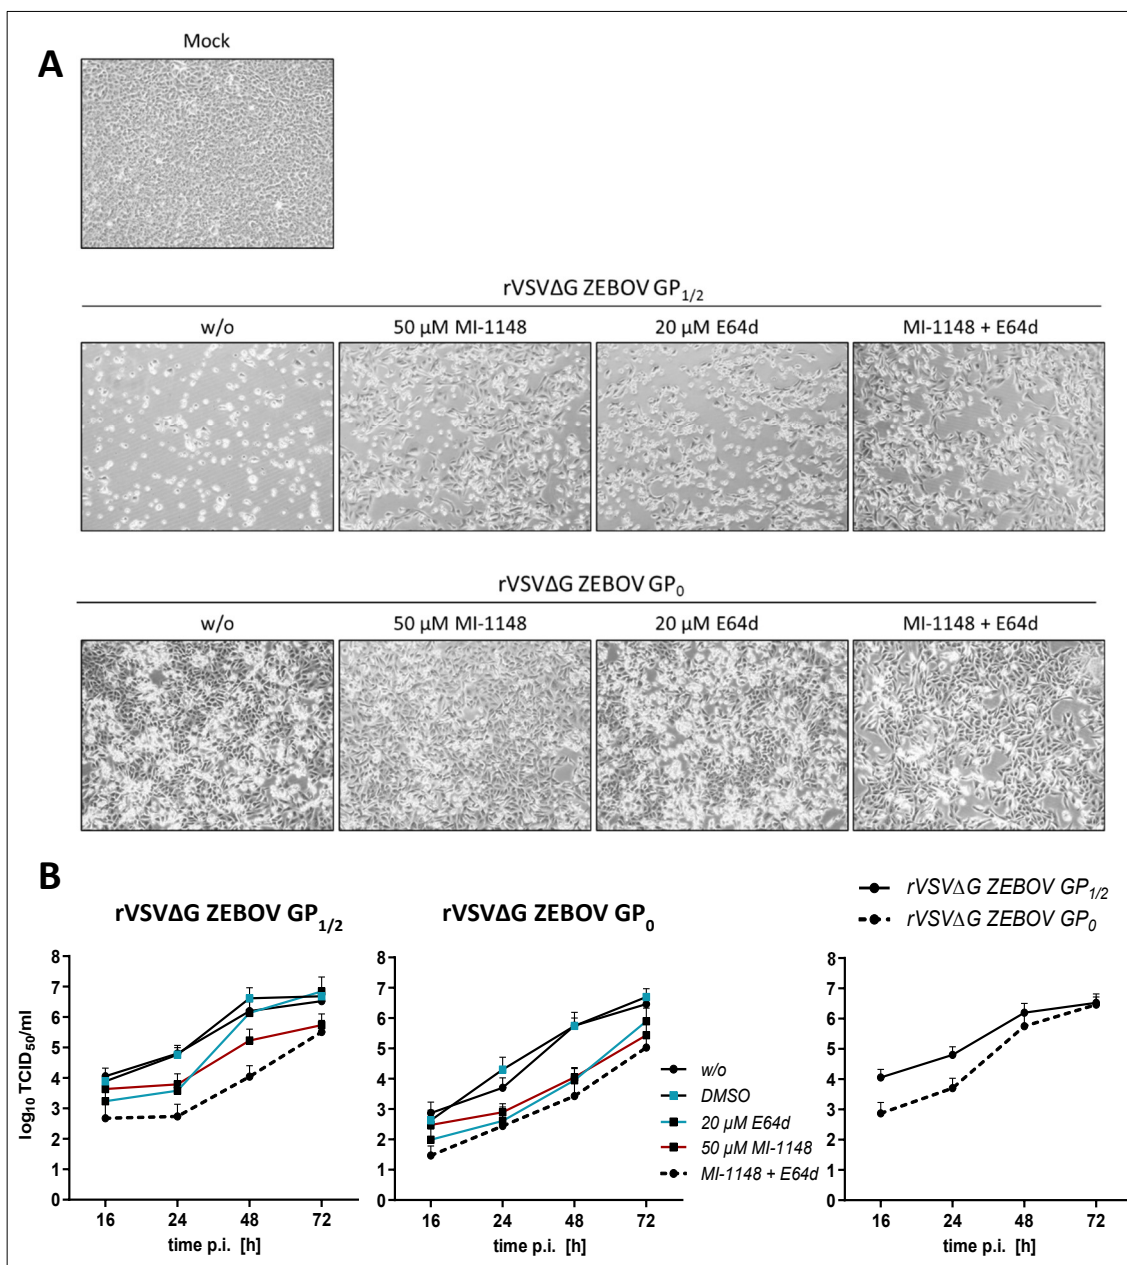 A
Mock
rVSVΔG ZEBOV GP1/2
w/o 50 µM MI-1148 20 µM E64d MI-1148 + E64d
rVSVΔG ZEBOV GP0
w/o 50 µM MI-1148 20 µM E64d MI-1148 + E64d
B
rVSVΔG ZEBOV GP1/2
log10 TCID50/ml
8
7
6
5
4
3
2
1
0
16 24 48 72
time p.i. [h]
rVSVΔG ZEBOV GP0
8
7
6
5
4
3
2
1
0
16 24 48 72
time p.i. [h]
w/o
DMSO
20 µM E64d
50 µM MI-1148
MI-1148 + E64d
rVSVΔG ZEBOV GP1/2
rVSVΔG ZEBOV GP0
8
7
6
5
4
3
2
1
0
16 24 48 72
time p.i. [h]